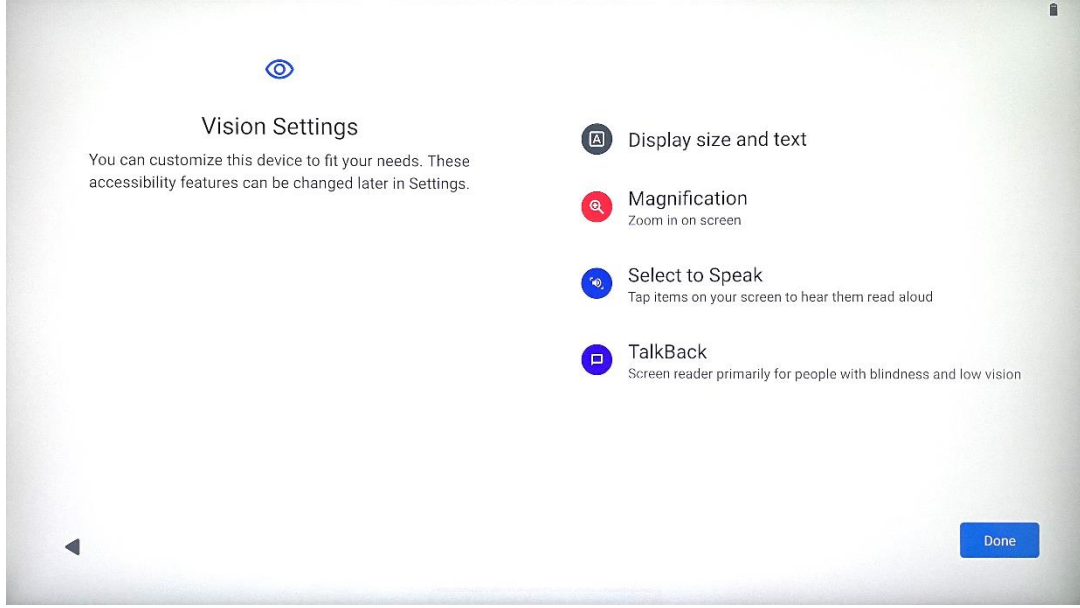 Vision Settings
You can customize this device to fit your needs. These
accessibility features can be changed later in Settings.
Display size and text
Magnification
Zoom in on screen
Select to Speak
Tap items on your screen to hear them read aloud
TalkBack
Screen reader primarily for people with blindness and low vision
Done